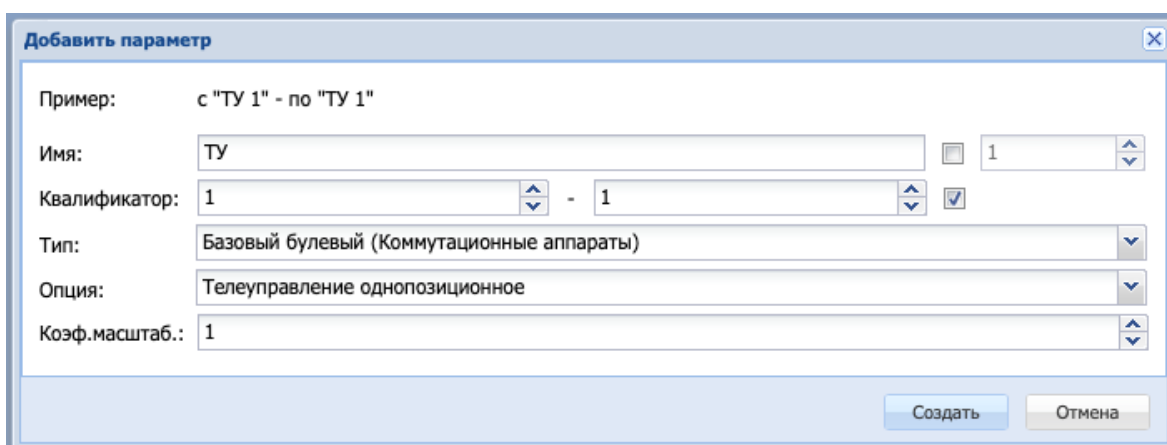 Добавить параметр
Пример: с "ТУ 1" - по "ТУ 1"
Имя: ТУ 1
Квалификатор: 1 - 1
Тип: Базовый булевый (Коммутационные аппараты)
Опция: Телеуправление однопозиционное
Коэф.масштаб.: 1
Создать Отмена